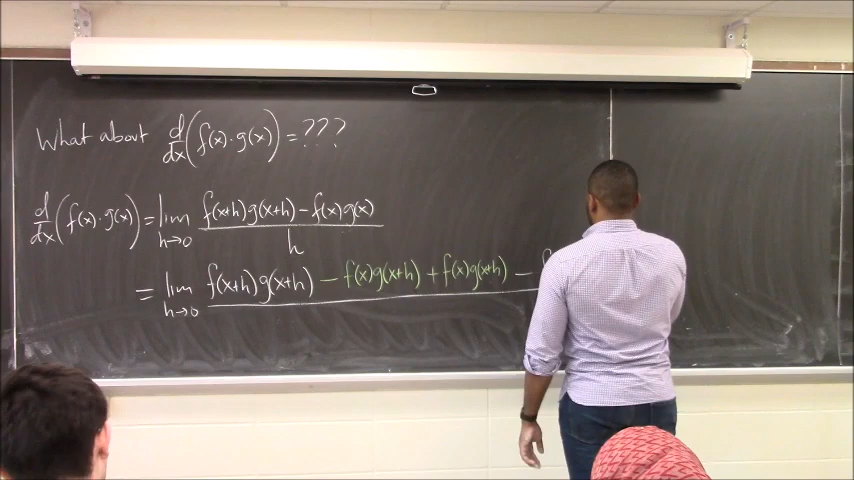 What about d/dx (f(x)·g(x)) = ???
d/dx (f(x)·g(x)) = lim h→0 f(x+h)g(x+h) − f(x)g(x) / h
= lim h→0 f(x+h)g(x+h) − f(x)g(x+h) + f(x)g(x+h) −